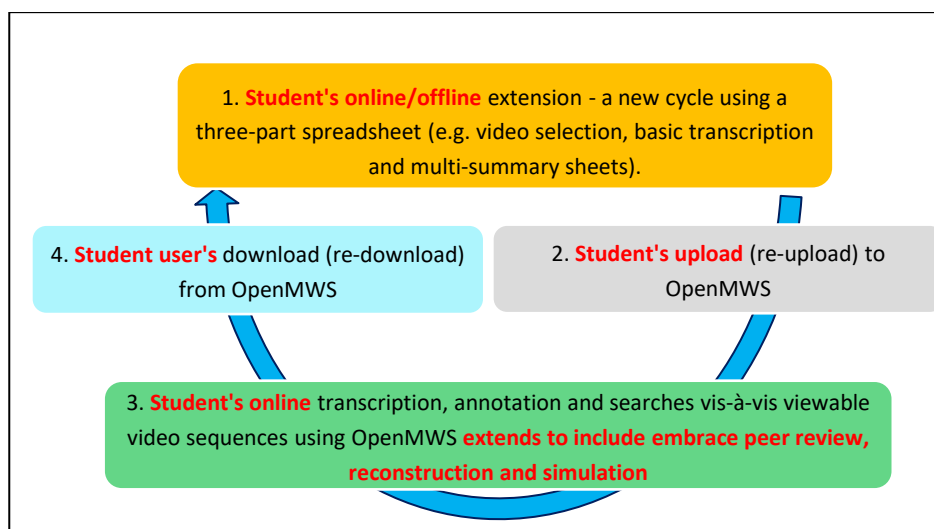 1. Student's online/offline extension - a new cycle using a
three-part spreadsheet (e.g. video selection, basic transcription
and multi-summary sheets).
2. Student's upload (re-upload) to
OpenMWS
3. Student's online transcription, annotation and searches vis-à-vis viewable
video sequences using OpenMWS extends to include embrace peer review,
reconstruction and simulation
4. Student user's download (re-download)
from OpenMWS